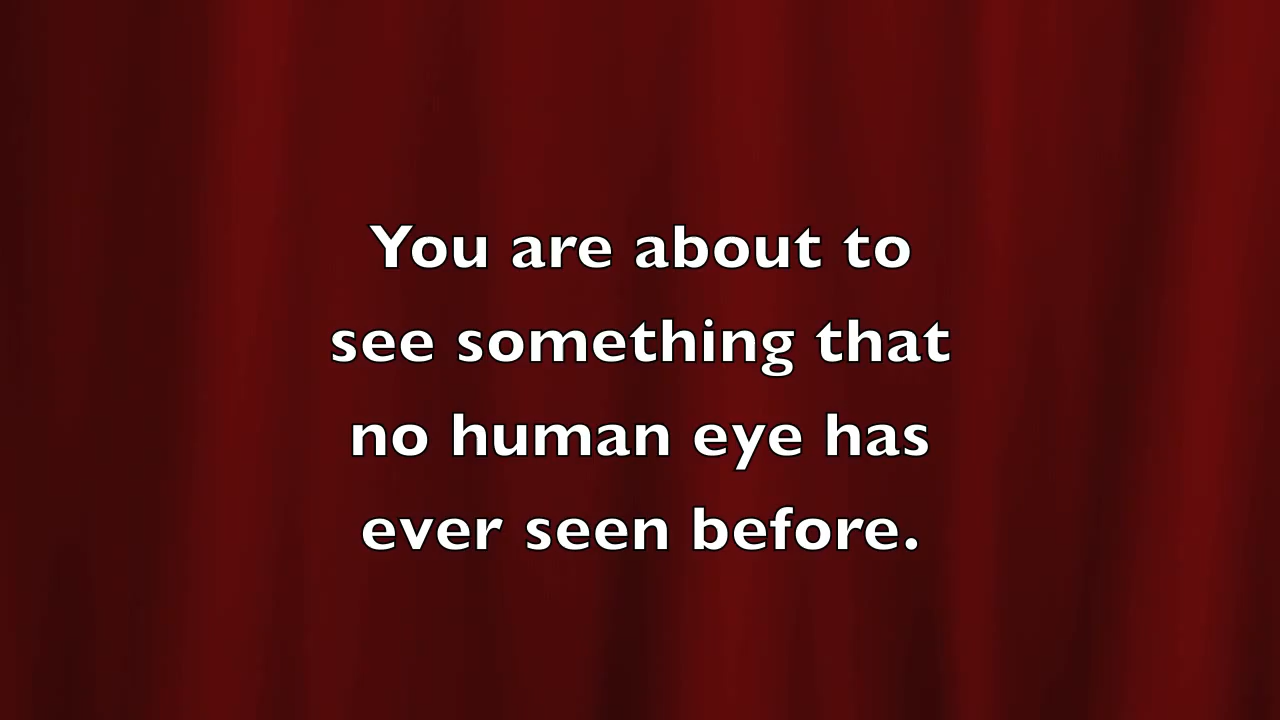 You are about to
see something that
no human eye has
ever seen before.